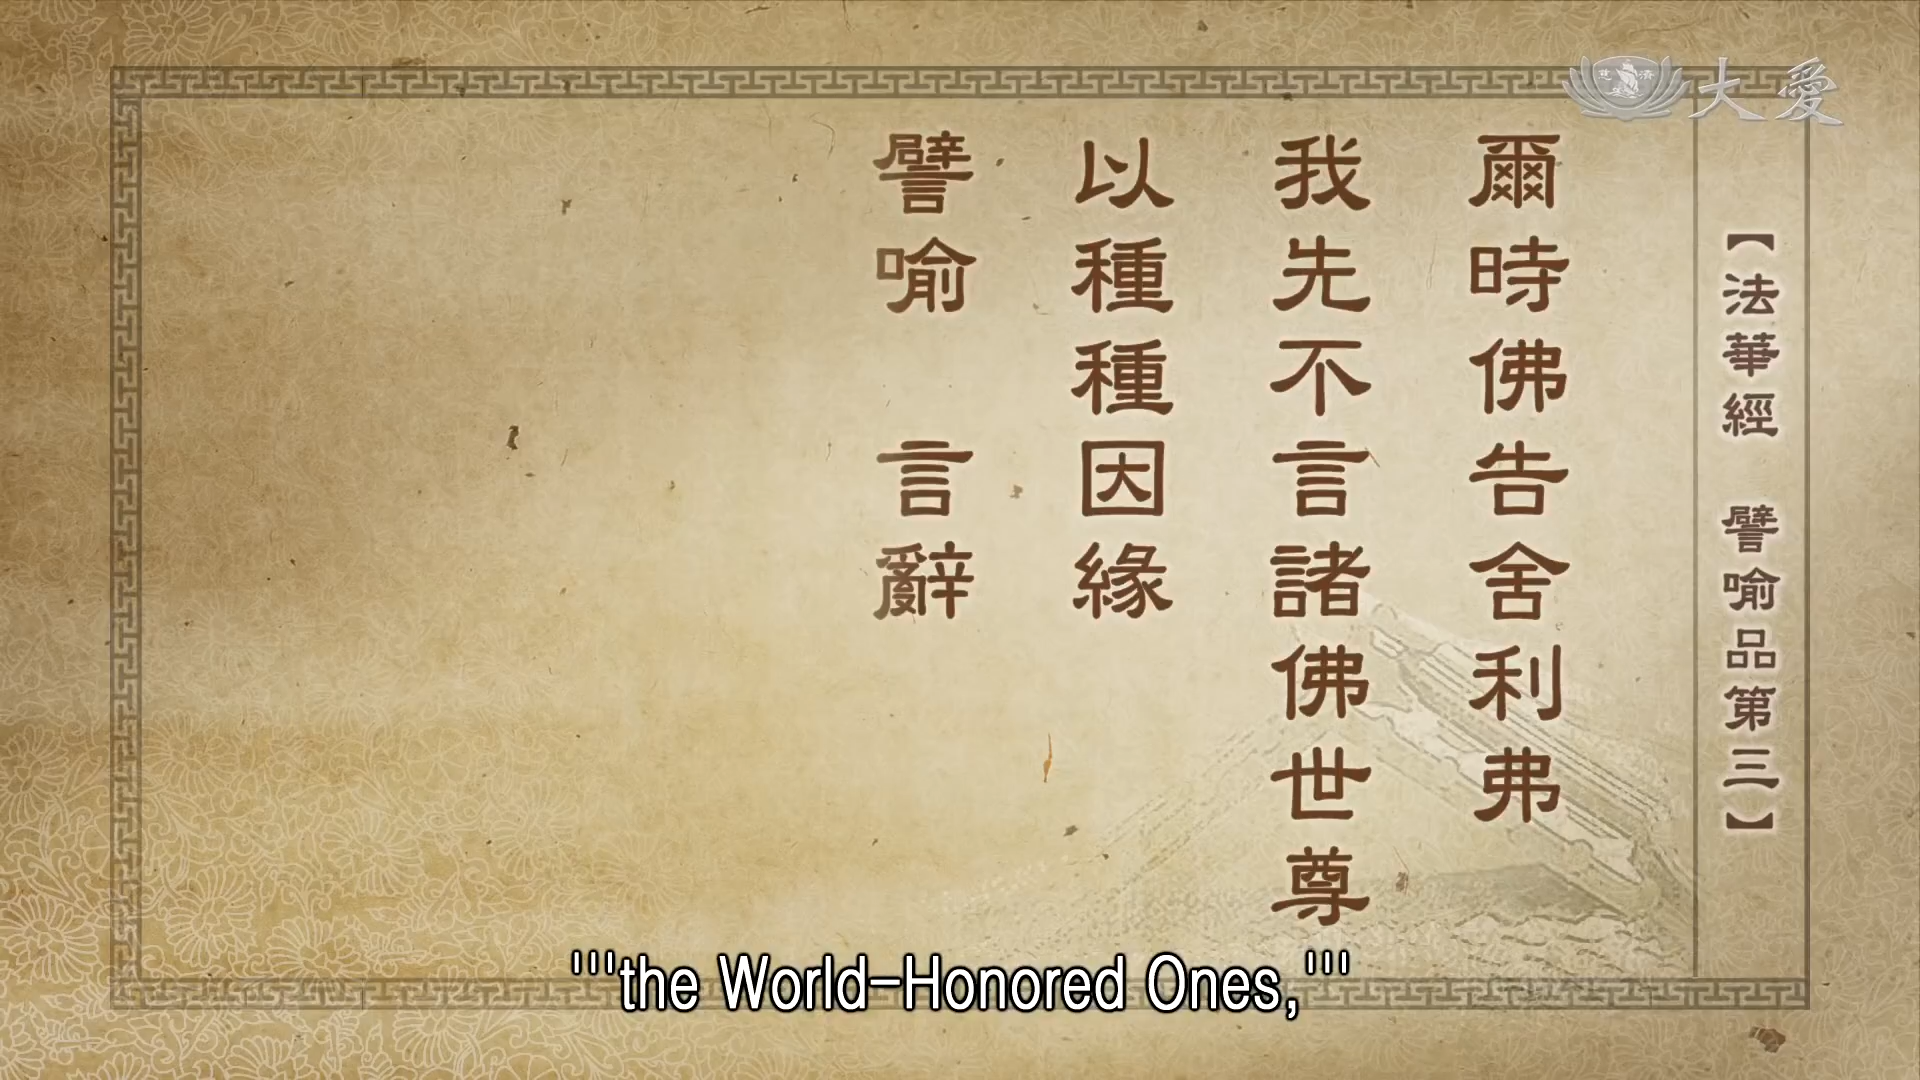 大愛
慈濟
【法華經 譬喻品第三】
爾時佛告舍利弗
我先不言諸佛世尊
以種種因緣
譬喻 言辭
'''the World-Honored Ones,'''